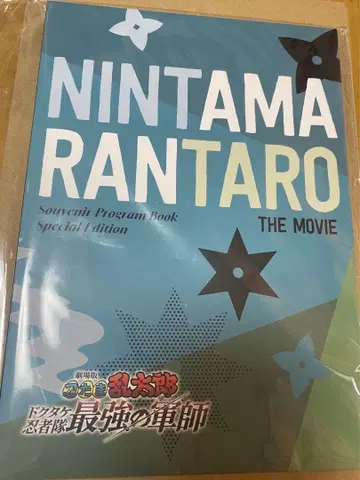 NINTAMA
RANTARO
THE MOVIE
Souvenir Program Book
Special Edition
劇場版
忍たま乱太郎
ドクタケ
忍者隊
最強の軍師